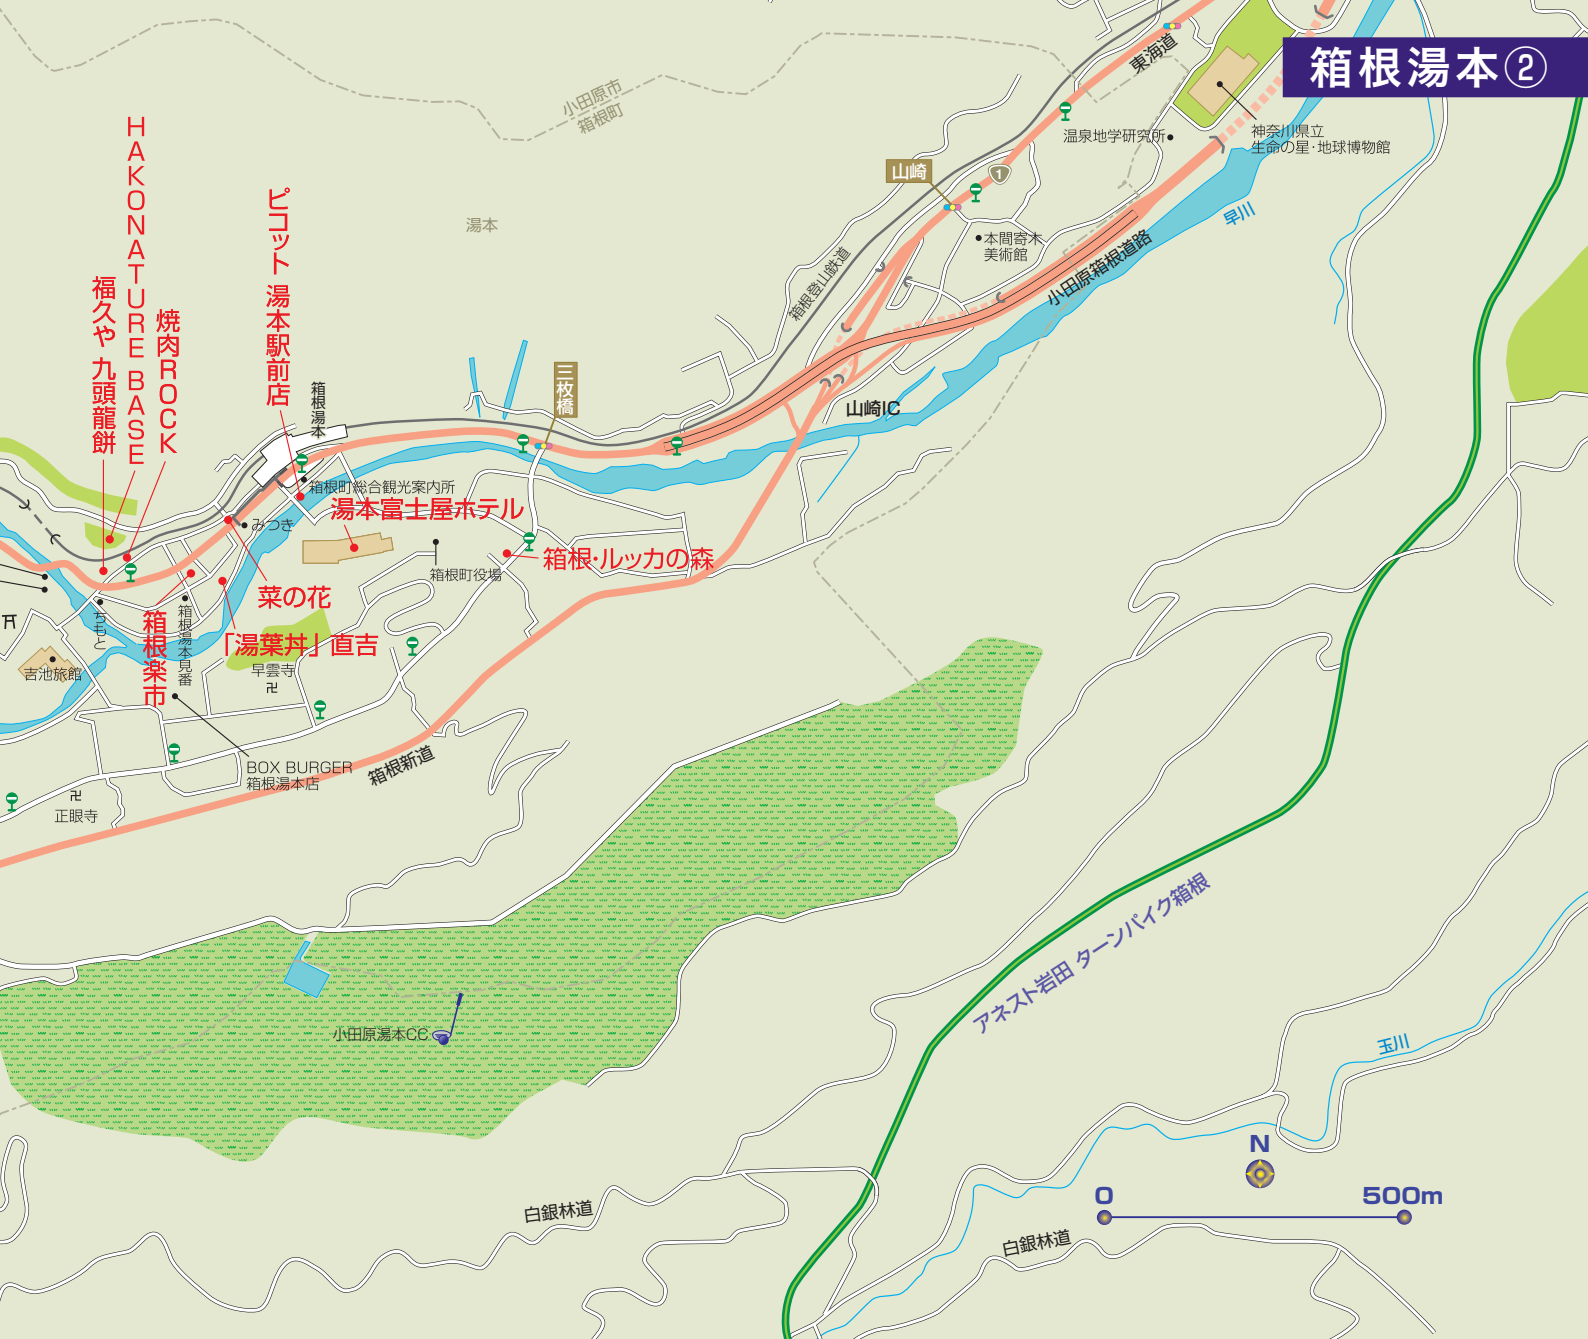 箱根湯本②
東海道
小田原市
箱根町
温泉地学研究所
神奈川県立
生命の星・地球博物館
山崎
1
早川
湯本
本間寄木
美術館
箱根登山鉄道
小田原箱根道路
HAKONATURE BASE
ピコット 湯本駅前店
福久や 九頭龍餅
焼肉ROCK
箱根湯本
三枚橋
山崎IC
箱根町総合観光案内所
湯本富士屋ホテル
みつき
箱根・ルッカの森
箱根町役場
菜の花
ちもと
箱根湯本見番
箱根楽市
「湯葉丼」直吉
早雲寺
吉池旅館
BOX BURGER
箱根湯本店
箱根新道
正眼寺
アネスト岩田 ターンパイク箱根
小田原湯本CC
玉川
N
0
500m
白銀林道
白銀林道